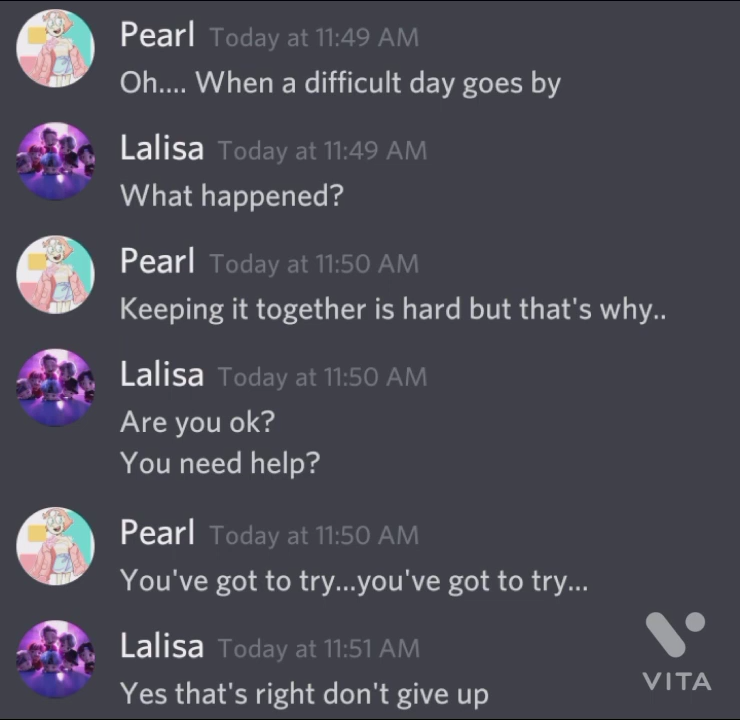 Pearl Today at 11:49 AM
Oh.... When a difficult day goes by
Lalisa Today at 11:49 AM
What happened?
Pearl Today at 11:50 AM
Keeping it together is hard but that's why..
Lalisa Today at 11:50 AM
Are you ok?
You need help?
Pearl Today at 11:50 AM
You've got to try...you've got to try...
Lalisa Today at 11:51 AM
Yes that's right don't give up
VITA